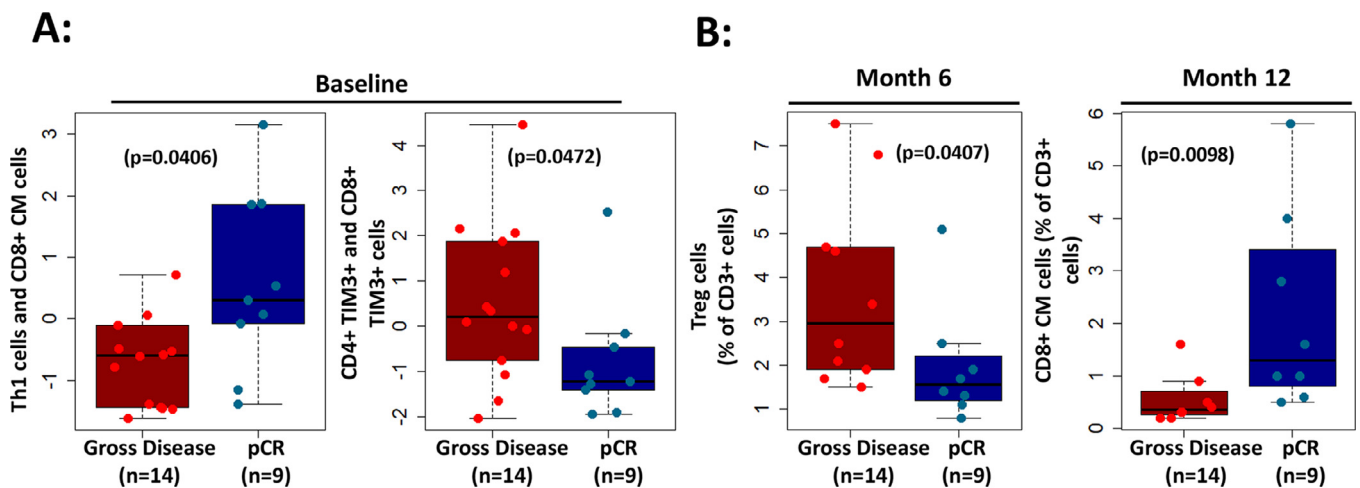 A:
B:
Baseline
Month 6
Month 12
Th1 cells and CD8+ CM cells
3
2
1
0
-1
(p=0.0406)
Gross Disease
(n=14)
pCR
(n=9)
CD4+ TIM3+ and CD8+
TIM3+ cells
4
3
2
1
0
-1
-2
(p=0.0472)
Gross Disease
(n=14)
pCR
(n=9)
Treg cells
(% of CD3+ cells)
7
6
5
4
3
2
1
(p=0.0407)
Gross Disease
(n=14)
pCR
(n=9)
CD8+ CM cells (% of CD3+
cells)
6
5
4
3
2
1
0
(p=0.0098)
Gross Disease
(n=14)
pCR
(n=9)